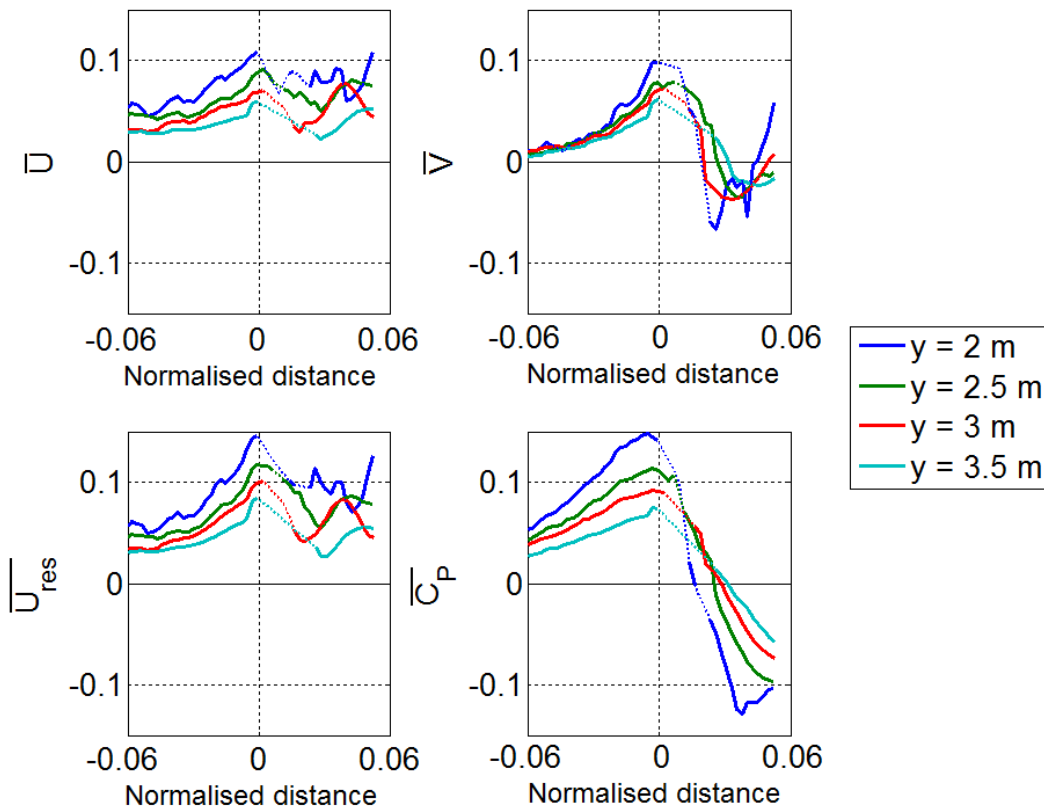 0.1
0
-0.1
U
-0.06
0
0.06
Normalised distance
0.1
0
-0.1
V
-0.06
0
0.06
Normalised distance
y = 2 m
y = 2.5 m
y = 3 m
y = 3.5 m
0.1
0
-0.1
U̅res
-0.06
0
0.06
Normalised distance
0.1
0
-0.1
C̅P
-0.06
0
0.06
Normalised distance